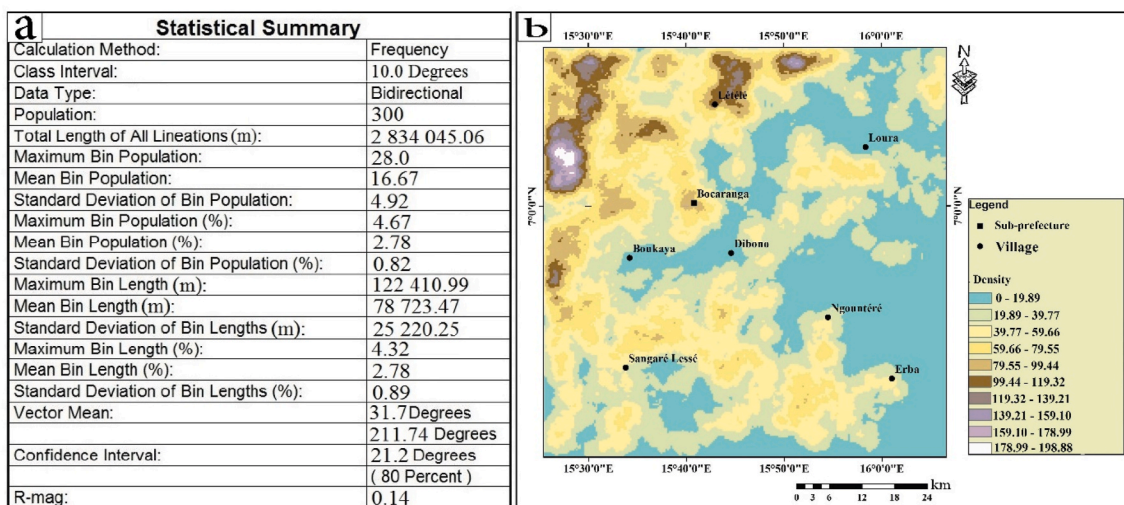 a
Statistical Summary
Calculation Method: Frequency
Class Interval: 10.0 Degrees
Data Type: Bidirectional
Population: 300
Total Length of All Lineations (m): 2 834 045.06
Maximum Bin Population: 28.0
Mean Bin Population: 16.67
Standard Deviation of Bin Population: 4.92
Maximum Bin Population (%): 4.67
Mean Bin Population (%): 2.78
Standard Deviation of Bin Population (%): 0.82
Maximum Bin Length (m): 122 410.99
Mean Bin Length (m): 78 723.47
Standard Deviation of Bin Lengths (m): 25 220.25
Maximum Bin Length (%): 4.32
Mean Bin Length (%): 2.78
Standard Deviation of Bin Lengths (%): 0.89
Vector Mean: 31.7 Degrees
211.74 Degrees
Confidence Interval: 21.2 Degrees
( 80 Percent )
R-mag: 0.14
b
15°30'0"E 15°40'0"E 15°50'0"E 16°0'0"E
N
Létélé
Loura
Bocaranga
7°0'0"N 7°0'0"N
Boukaya
Dibono
Ngountéré
Sangaré Lessé
Erba
15°30'0"E 15°40'0"E 15°50'0"E 16°0'0"E
km
0 3 6 12 18 24
Legend
Sub-prefecture
Village
. Density
0 - 19.89
19.89 - 39.77
39.77 - 59.66
59.66 - 79.55
79.55 - 99.44
99.44 - 119.32
119.32 - 139.21
139.21 - 159.10
159.10 - 178.99
178.99 - 198.88